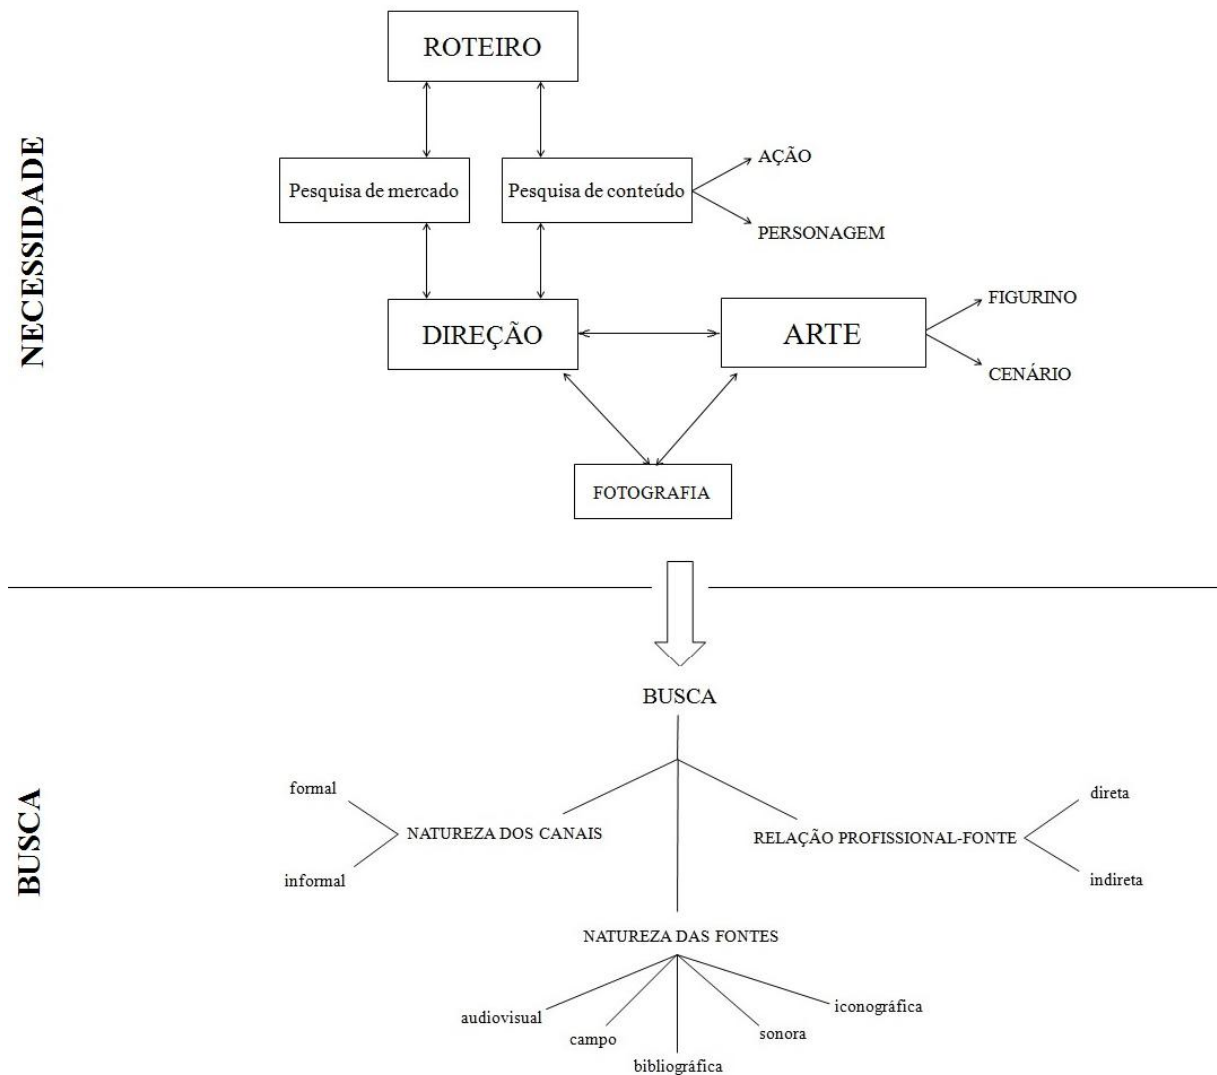 NECESSIDADE
ROTEIRO
Pesquisa de mercado
Pesquisa de conteúdo
AÇÃO
PERSONAGEM
DIREÇÃO
ARTE
FIGURINO
CENÁRIO
FOTOGRAFIA
BUSCA
BUSCA
formal
informal
NATUREZA DOS CANAIS
RELAÇÃO PROFISSIONAL-FONTE
direta
indireta
NATUREZA DAS FONTES
audiovisual
campo
bibliográfica
sonora
iconográfica